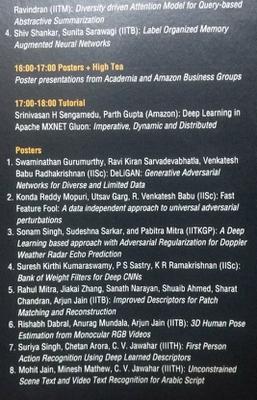 Ravindran (IITM): Diversity driven Attention Model for Query-based
Abstractive Summarization
4. Shiv Shankar, Sunita Sarawagi (IITB): Label Organized Memory
Augmented Neural Networks
16:00-17:00 Posters + High Tea
Poster presentations from Academia and Amazon Business Groups
17:00-18:00 Tutorial
Srinivasan H Sengamedu, Parth Gupta (Amazon): Deep Learning in
Apache MXNET Gluon: Imperative, Dynamic and Distributed
Posters
1. Swaminathan Gurumurthy, Ravi Kiran Sarvadevabhatla, Venkatesh
Babu Radhakrishnan (IISc): DeLiGAN: Generative Adversarial
Networks for Diverse and Limited Data
2. Konda Reddy Mopuri, Utsav Garg, R. Venkatesh Babu (IISc): Fast
Feature Fool: A data independent approach to universal adversarial
perturbations
3. Sonam Singh, Sudeshna Sarkar, and Pabitra Mitra (IITKGP): A Deep
Learning based approach with Adversarial Regularization for Doppler
Weather Radar Echo Prediction
4. Suresh Kirthi Kumaraswamy, P S Sastry, K R Ramakrishnan (IISc):
Bank of Weight Filters for Deep CNNs
5. Rahul Mitra, Jiakai Zhang, Sanath Narayan, Shuaib Ahmed, Sharat
Chandran, Arjun Jain (IITB): Improved Descriptors for Patch
Matching and Reconstruction
6. Rishabh Dabral, Anurag Mundala, Arjun Jain (IITB): 3D Human Pose
Estimation from Monocular RGB Videos
7. Suriya Singh, Chetan Arora, C. V. Jawahar (IIITH): First Person
Action Recognition Using Deep Learned Descriptors
8. Mohit Jain, Minesh Mathew, C. V. Jawahar (IIITH): Unconstrained
Scene Text and Video Text Recognition for Arabic Script